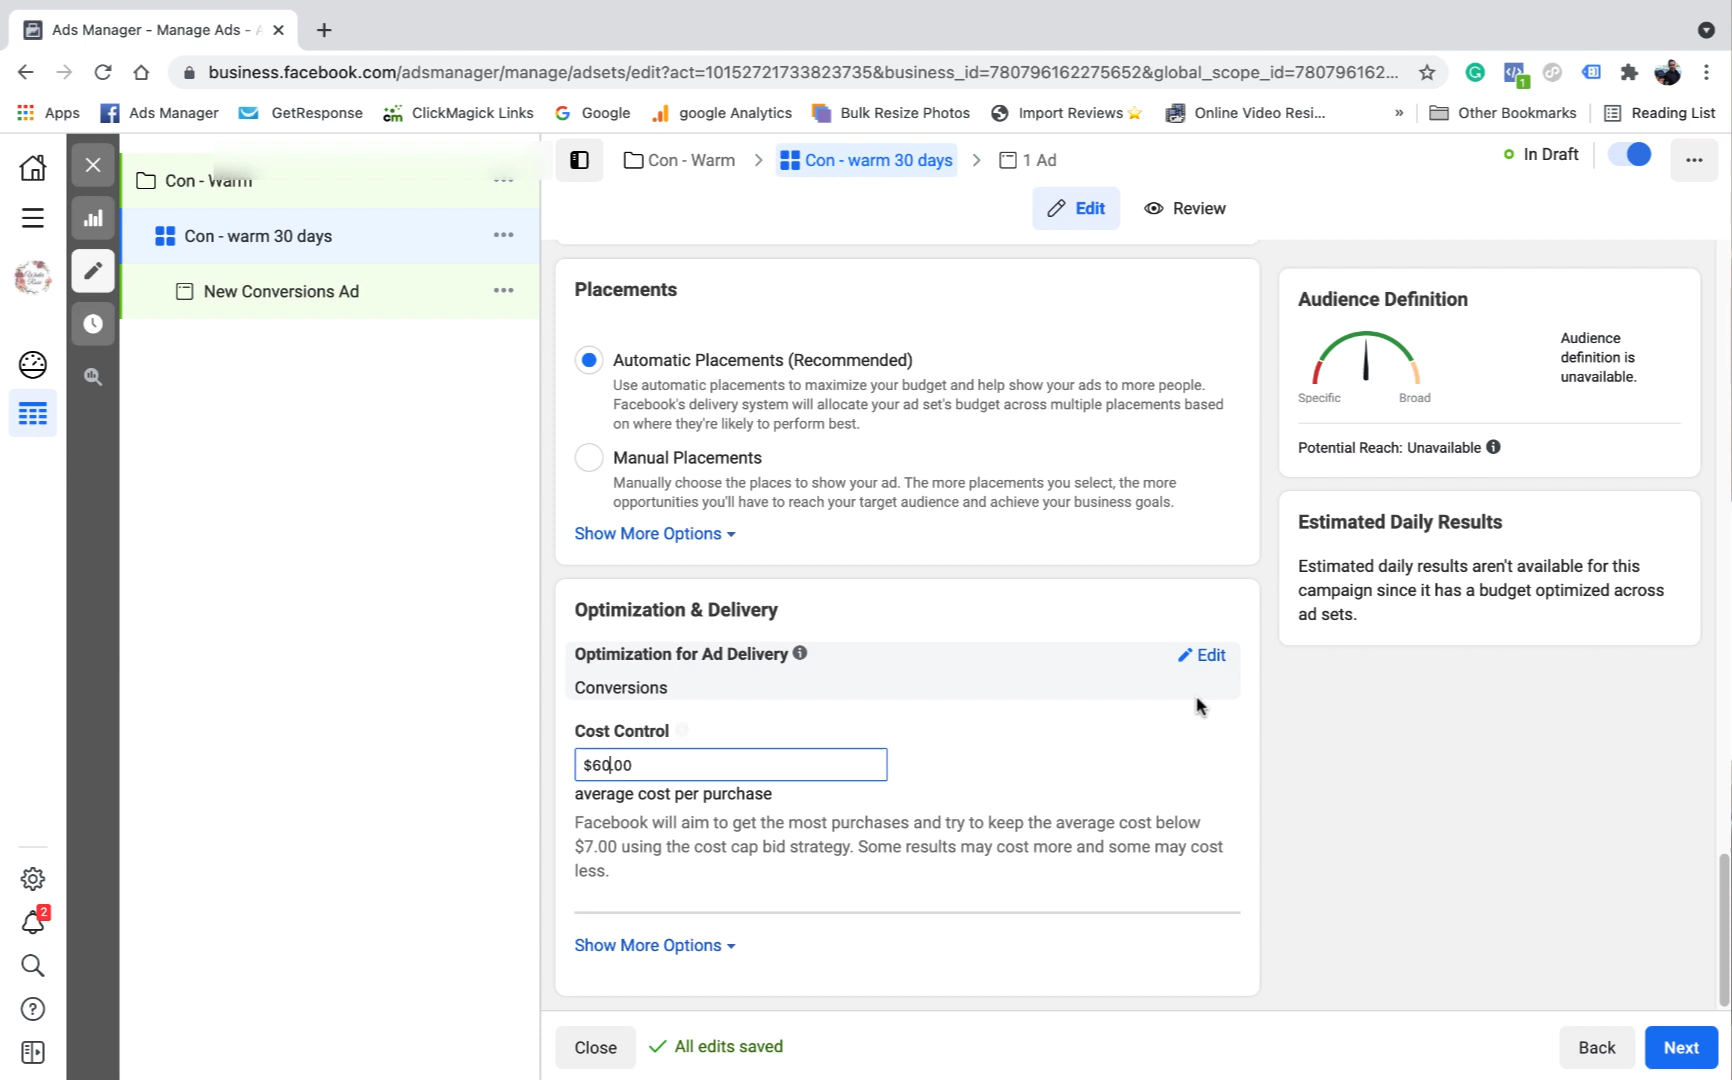 Ads Manager - Manage Ads - A
business.facebook.com/adsmanager/manage/adsets/edit?act=10152721733823735&business_id=780796162275652&global_scope_id=780796162...
1
Apps
Ads Manager
GetResponse
ClickMagick Links
Google
google Analytics
Bulk Resize Photos
Import Reviews
Online Video Resi...
»
Other Bookmarks
Reading List
Con - Warm
Con - warm 30 days
New Conversions Ad
Con - Warm
Con - warm 30 days
1 Ad
In Draft
Edit
Review
Placements
Automatic Placements (Recommended)
Use automatic placements to maximize your budget and help show your ads to more people.
Facebook's delivery system will allocate your ad set's budget across multiple placements based
on where they're likely to perform best.
Manual Placements
Manually choose the places to show your ad. The more placements you select, the more
opportunities you'll have to reach your target audience and achieve your business goals.
Show More Options
Optimization & Delivery
Optimization for Ad Delivery
Edit
Conversions
Cost Control
$60.00
average cost per purchase
Facebook will aim to get the most purchases and try to keep the average cost below
$7.00 using the cost cap bid strategy. Some results may cost more and some may cost
less.
Show More Options
Audience Definition
Specific
Broad
Audience
definition is
unavailable.
Potential Reach: Unavailable
Estimated Daily Results
Estimated daily results aren't available for this
campaign since it has a budget optimized across
ad sets.
2
Close
All edits saved
Back
Next